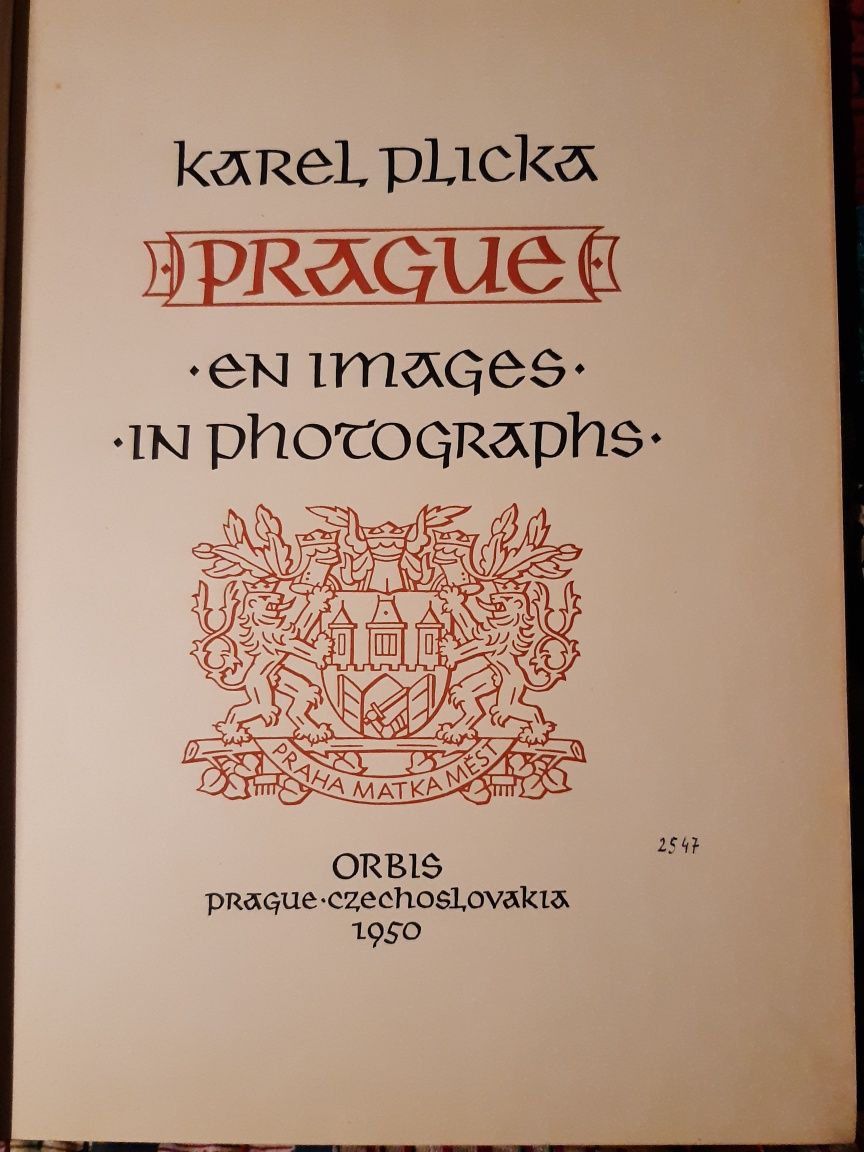 Karel Plicka
PRAGUE
·en images·
·in photographs·
PRAHA MATKA MĚST
2547
ORBIS
PRAGUE·CZECHOSLOVAKIA
1950